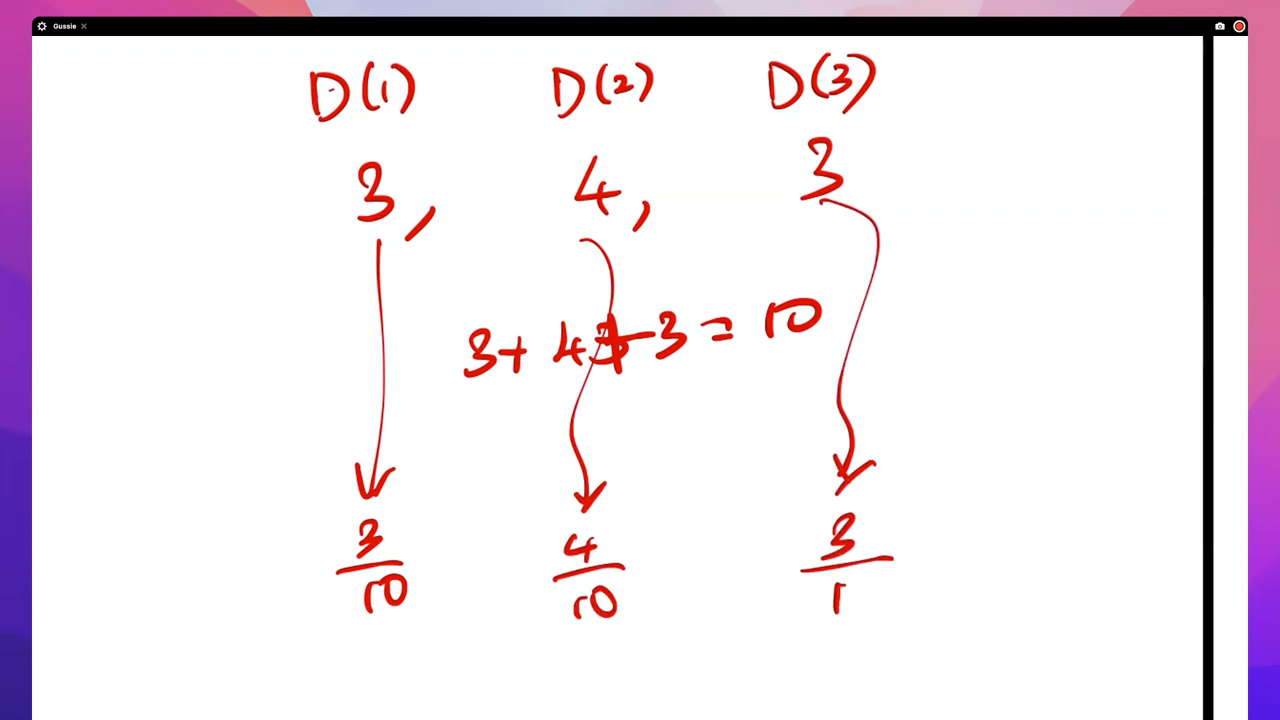 Gussie ×
D(1) D(2) D(3)
3, 4, 3
3 + 4 + 3 = 10
3/10 4/10 3/1